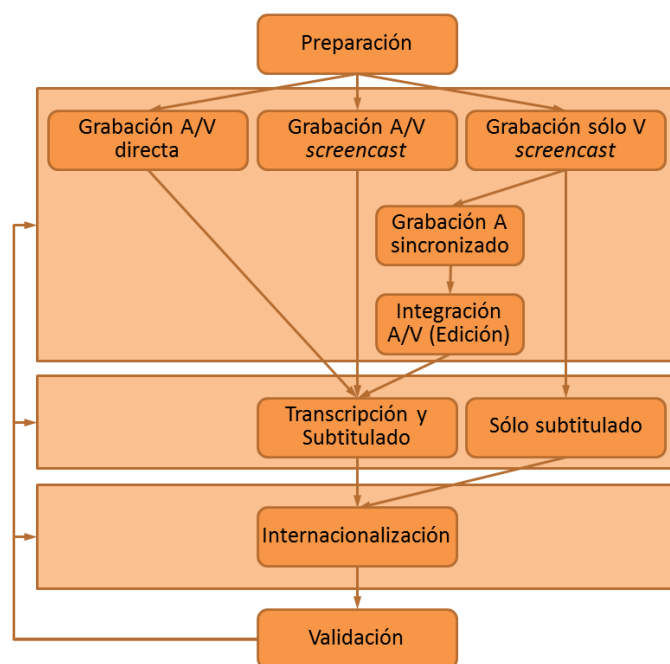 Preparación
Grabación A/V
directa
Grabación A/V
screencast
Grabación sólo V
screencast
Grabación A
sincronizado
Integración
A/V (Edición)
Transcripción y
Subtitulado
Sólo subtitulado
Internacionalización
Validación